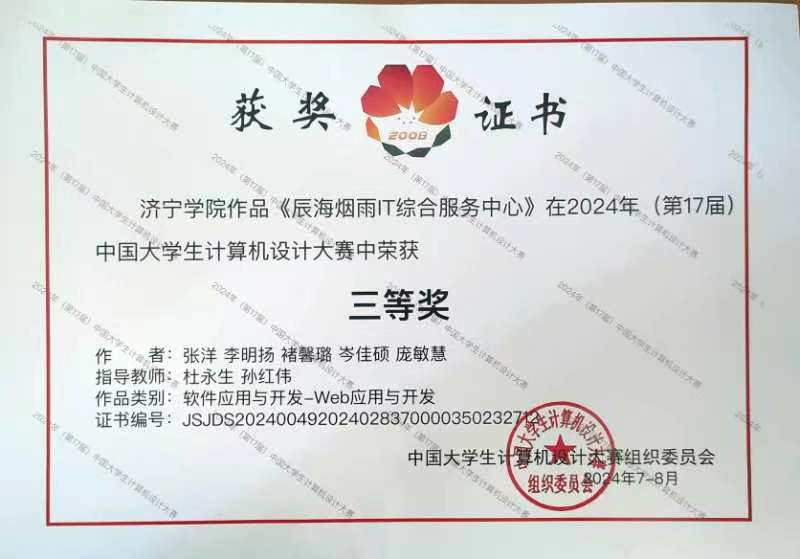 获奖证书
2008
济宁学院作品《辰海烟雨IT综合服务中心》在2024年（第17届）
中国大学生计算机设计大赛中荣获
三等奖
作 者：张洋 李明扬 褚馨璐 岑佳硕 庞敏慧
指导教师：杜永生 孙红伟
作品类别：软件应用与开发-Web应用与开发
证书编号：JSJDS20240049202402837000350232712
中国大学生计算机设计大赛组织委员会
2024年7-8月
中国大学生计算机设计大赛
组织委员会
2024年（第17届）中国大学生计算机设计大赛